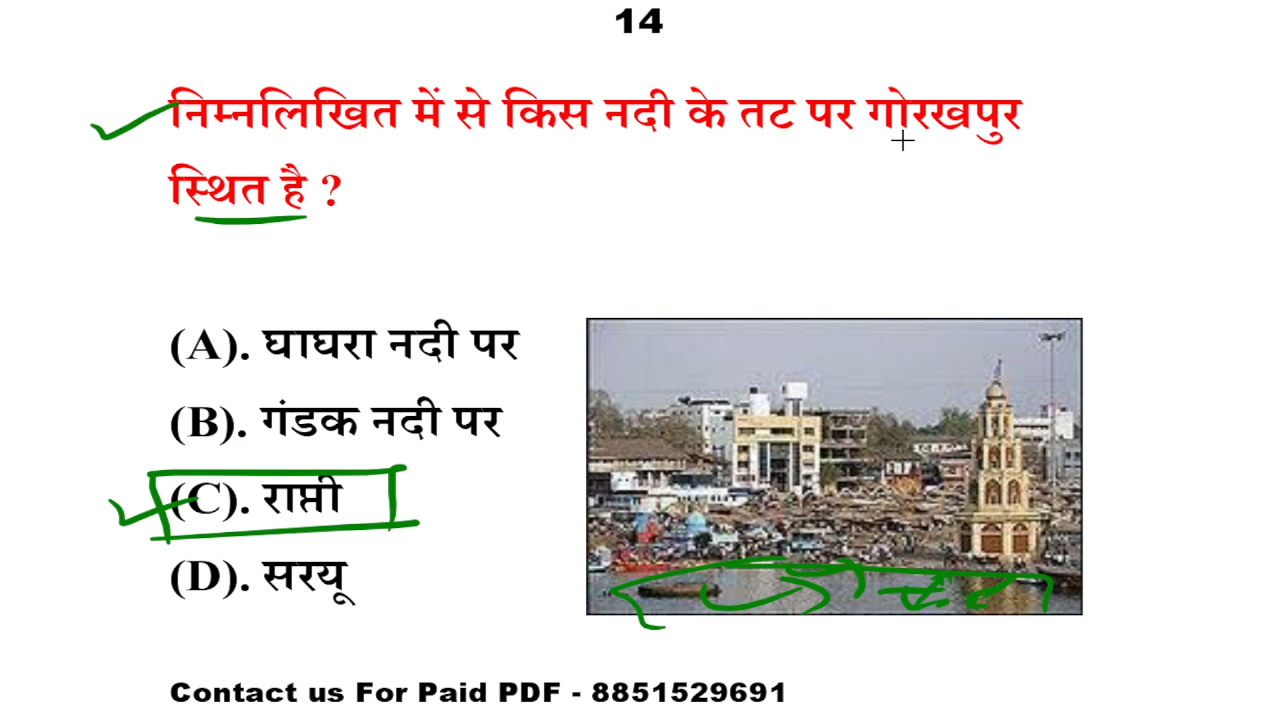 14
निम्नलिखित में से किस नदी के तट पर गोरखपुर
स्थित है ?
(A). घाघरा नदी पर
(B). गंडक नदी पर
(C). राप्ती
(D). सरयू
Contact us For Paid PDF - 8851529691